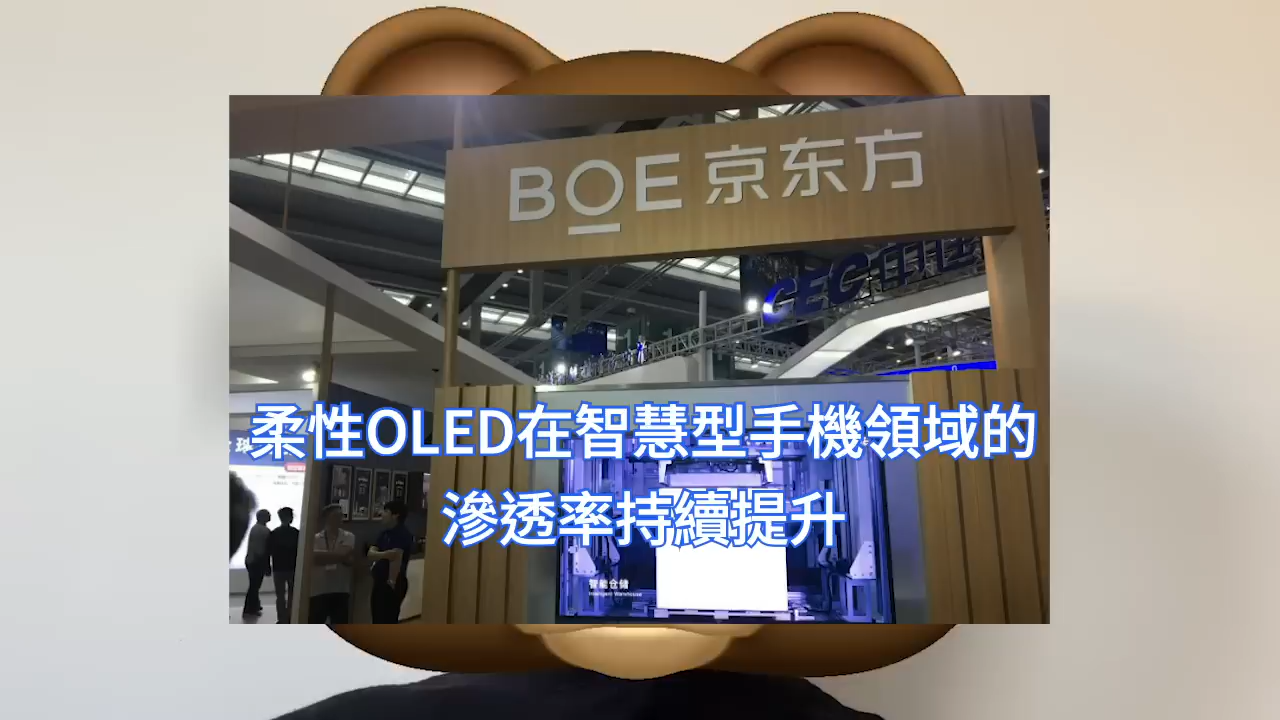 BOE 京东方
CEC
柔性OLED在智慧型手機領域的
滲透率持續提升
智能仓储
Intelligent Warehouse